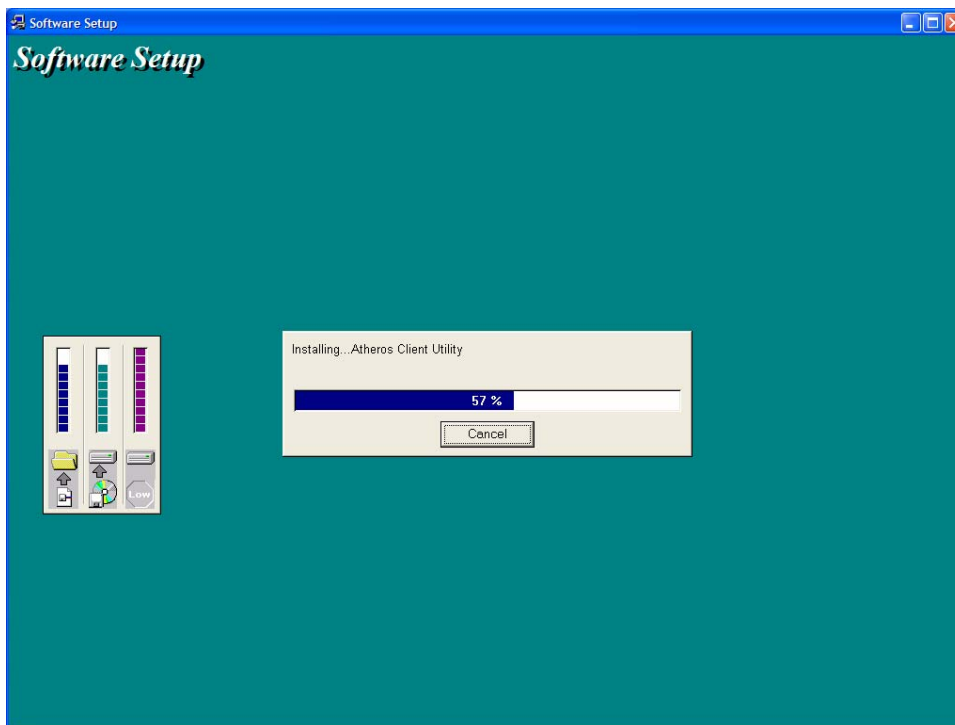 Software Setup
Software Setup
Installing...Atheros Client Utility
57 %
Cancel
Low